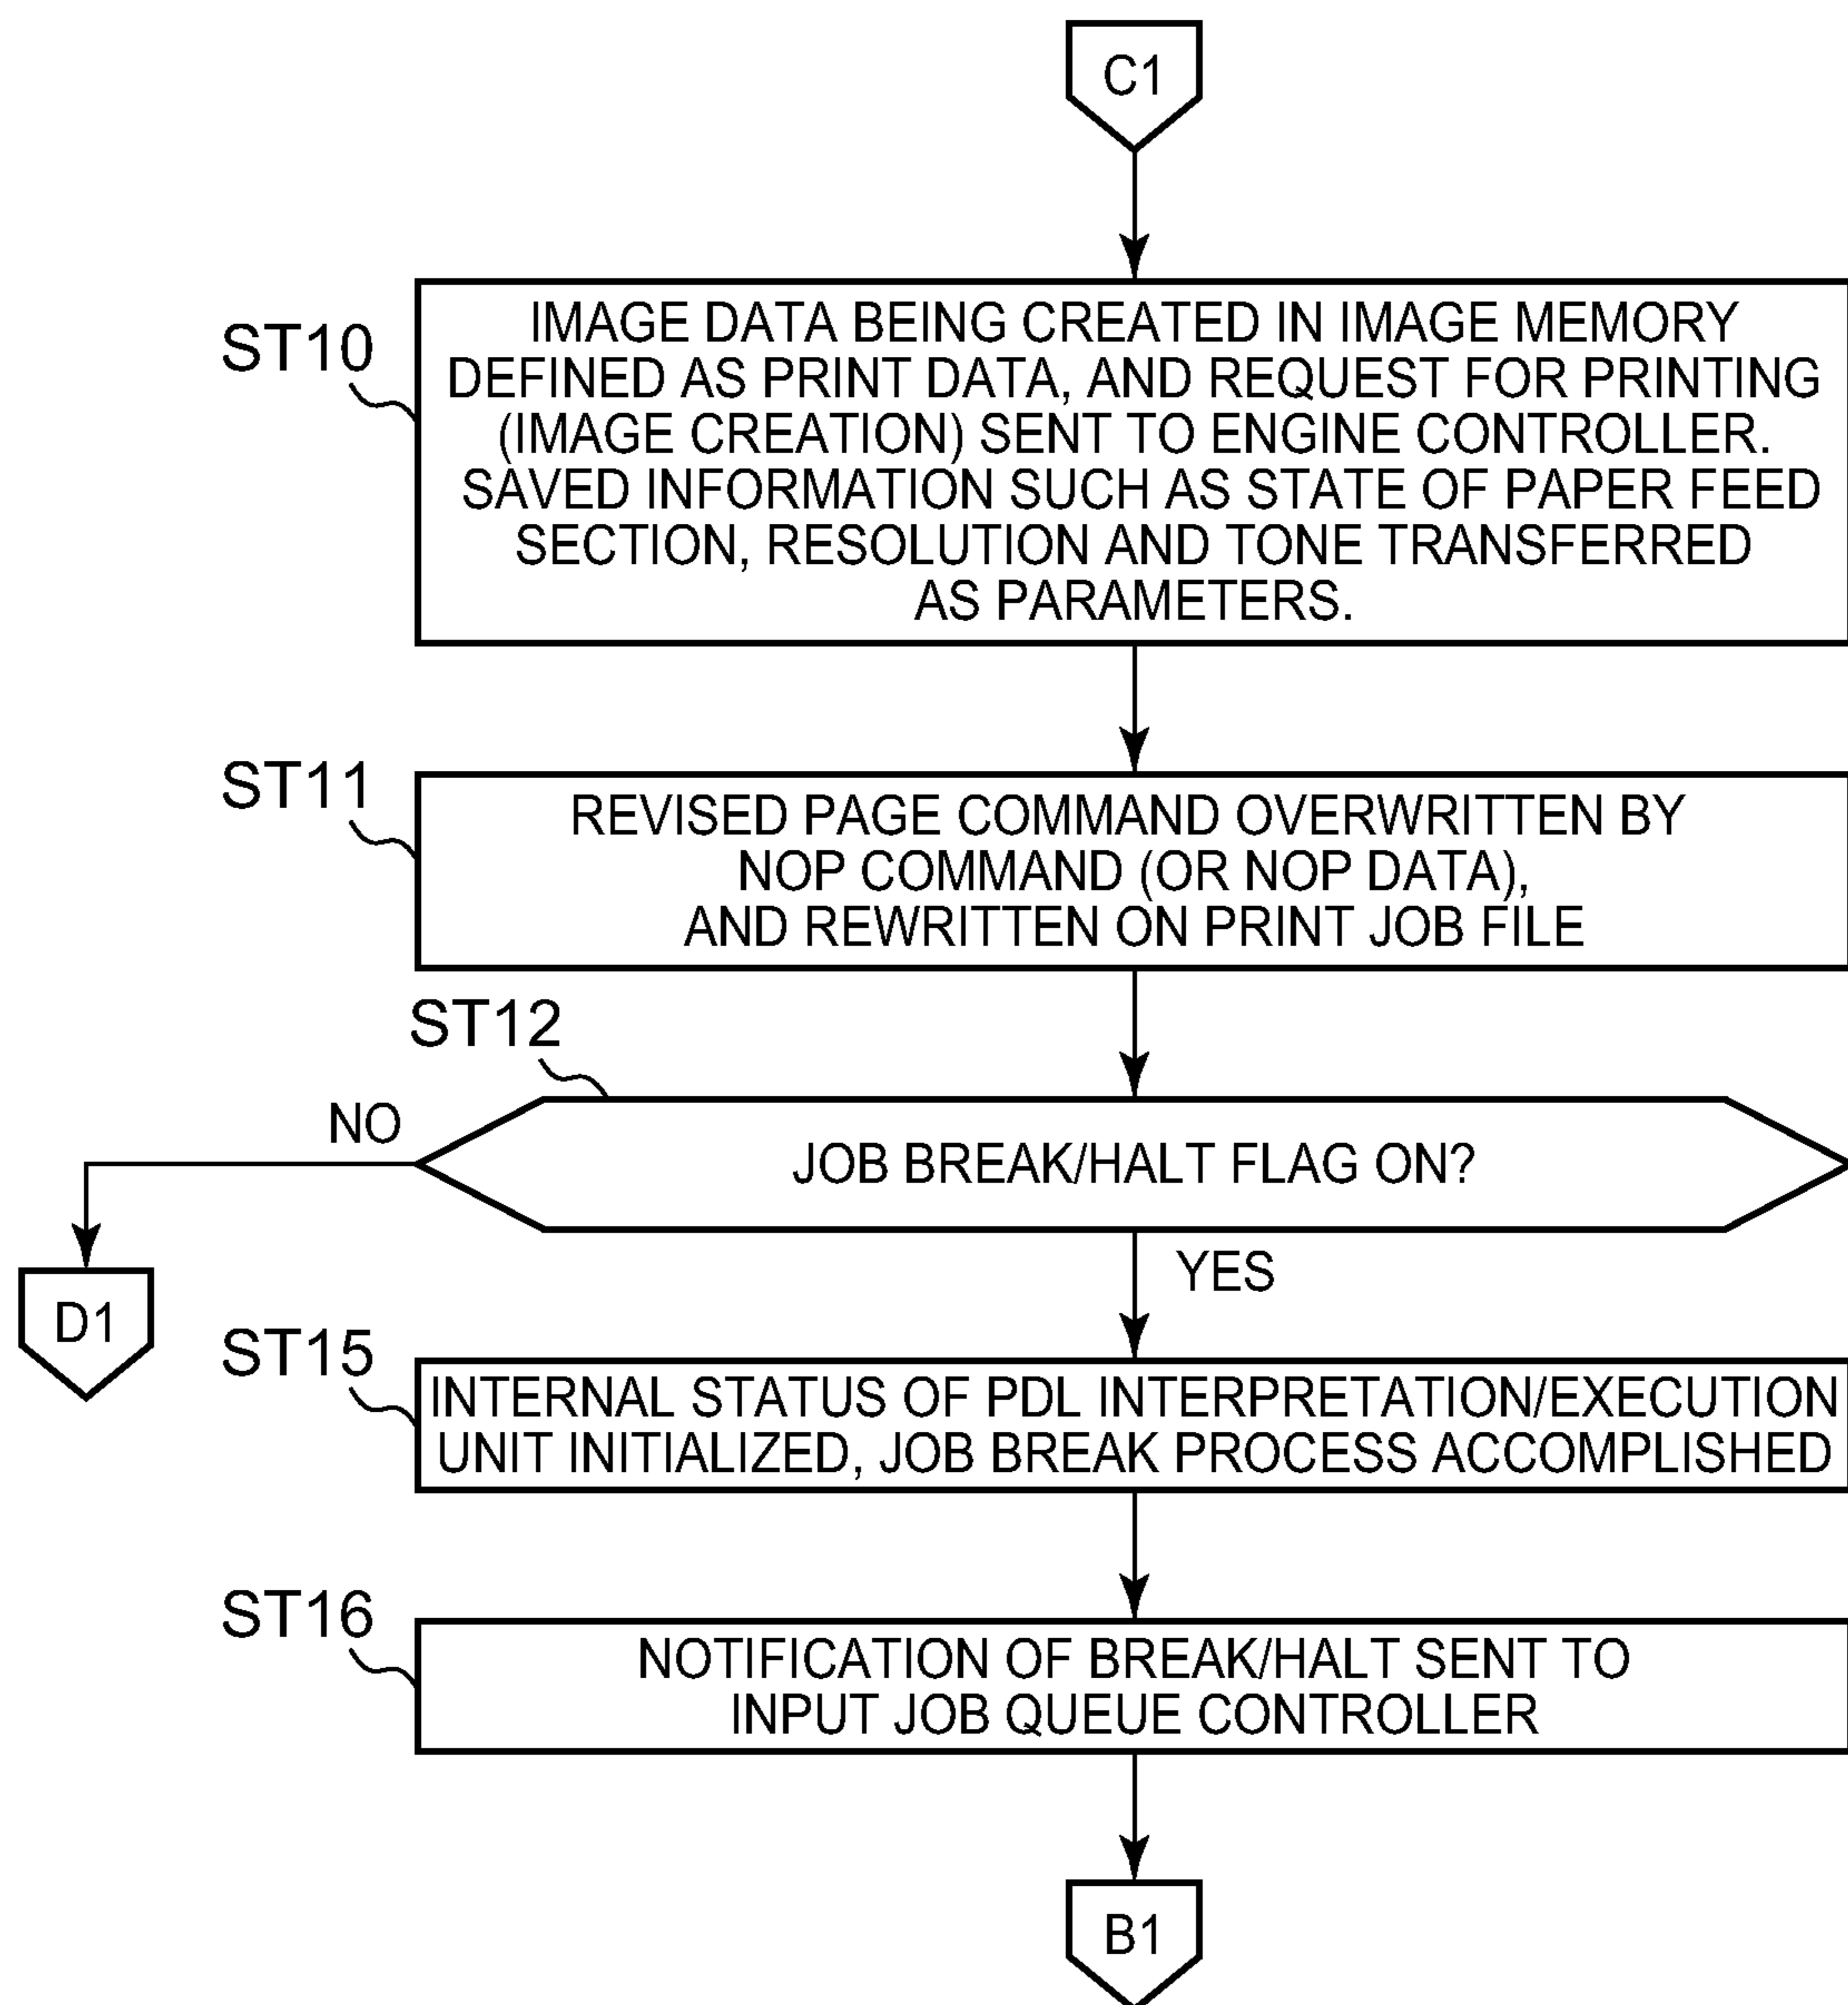 C1
ST10
IMAGE DATA BEING CREATED IN IMAGE MEMORY
DEFINED AS PRINT DATA, AND REQUEST FOR PRINTING
(IMAGE CREATION) SENT TO ENGINE CONTROLLER.
SAVED INFORMATION SUCH AS STATE OF PAPER FEED
SECTION, RESOLUTION AND TONE TRANSFERRED
AS PARAMETERS.
ST11
REVISED PAGE COMMAND OVERWRITTEN BY
NOP COMMAND (OR NOP DATA),
AND REWRITTEN ON PRINT JOB FILE
ST12
NO
JOB BREAK/HALT FLAG ON?
YES
D1
ST15
INTERNAL STATUS OF PDL INTERPRETATION/EXECUTION
UNIT INITIALIZED, JOB BREAK PROCESS ACCOMPLISHED
ST16
NOTIFICATION OF BREAK/HALT SENT TO
INPUT JOB QUEUE CONTROLLER
B1